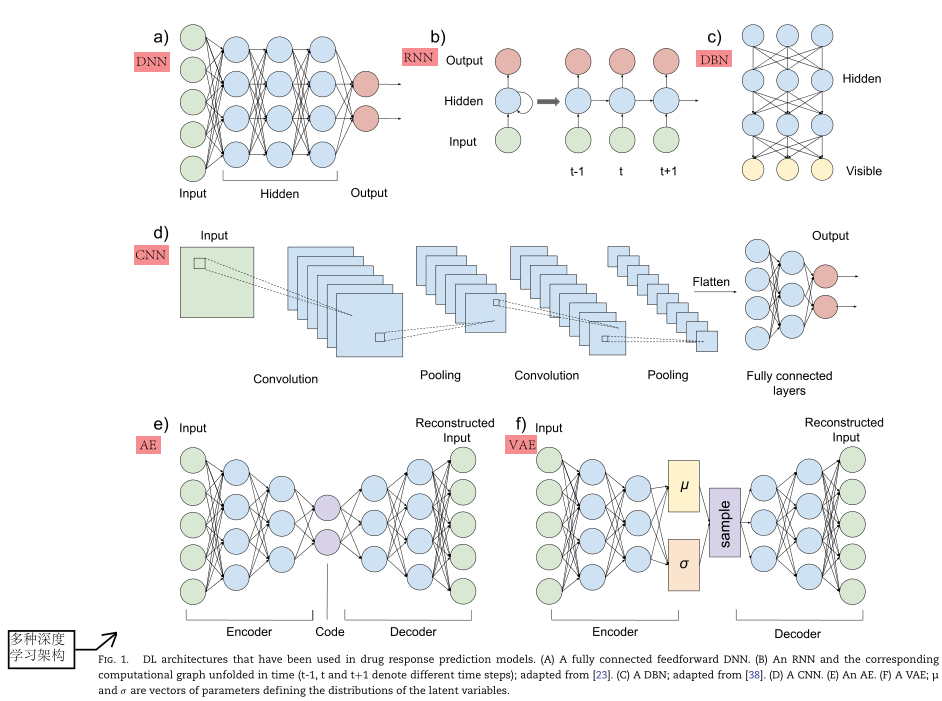 a)
DNN
Input
Hidden
Output
b)
RNN
Output
Hidden
Input
t-1
t
t+1
c)
DBN
Hidden
Visible
d)
CNN
Input
Convolution
Pooling
Convolution
Pooling
Flatten
Output
Fully connected
layers
e)
AE
Input
Reconstructed
Input
Encoder
Code
Decoder
f)
VAE
Input
μ
σ
sample
Reconstructed
Input
Encoder
Decoder
多种深度
学习架构
Fig. 1. DL architectures that have been used in drug response prediction models. (A) A fully connected feedforward DNN. (B) An RNN and the corresponding
computational graph unfolded in time (t-1, t and t+1 denote different time steps); adapted from [23]. (C) A DBN; adapted from [38]. (D) A CNN. (E) An AE. (F) A VAE; μ
and σ are vectors of parameters defining the distributions of the latent variables.